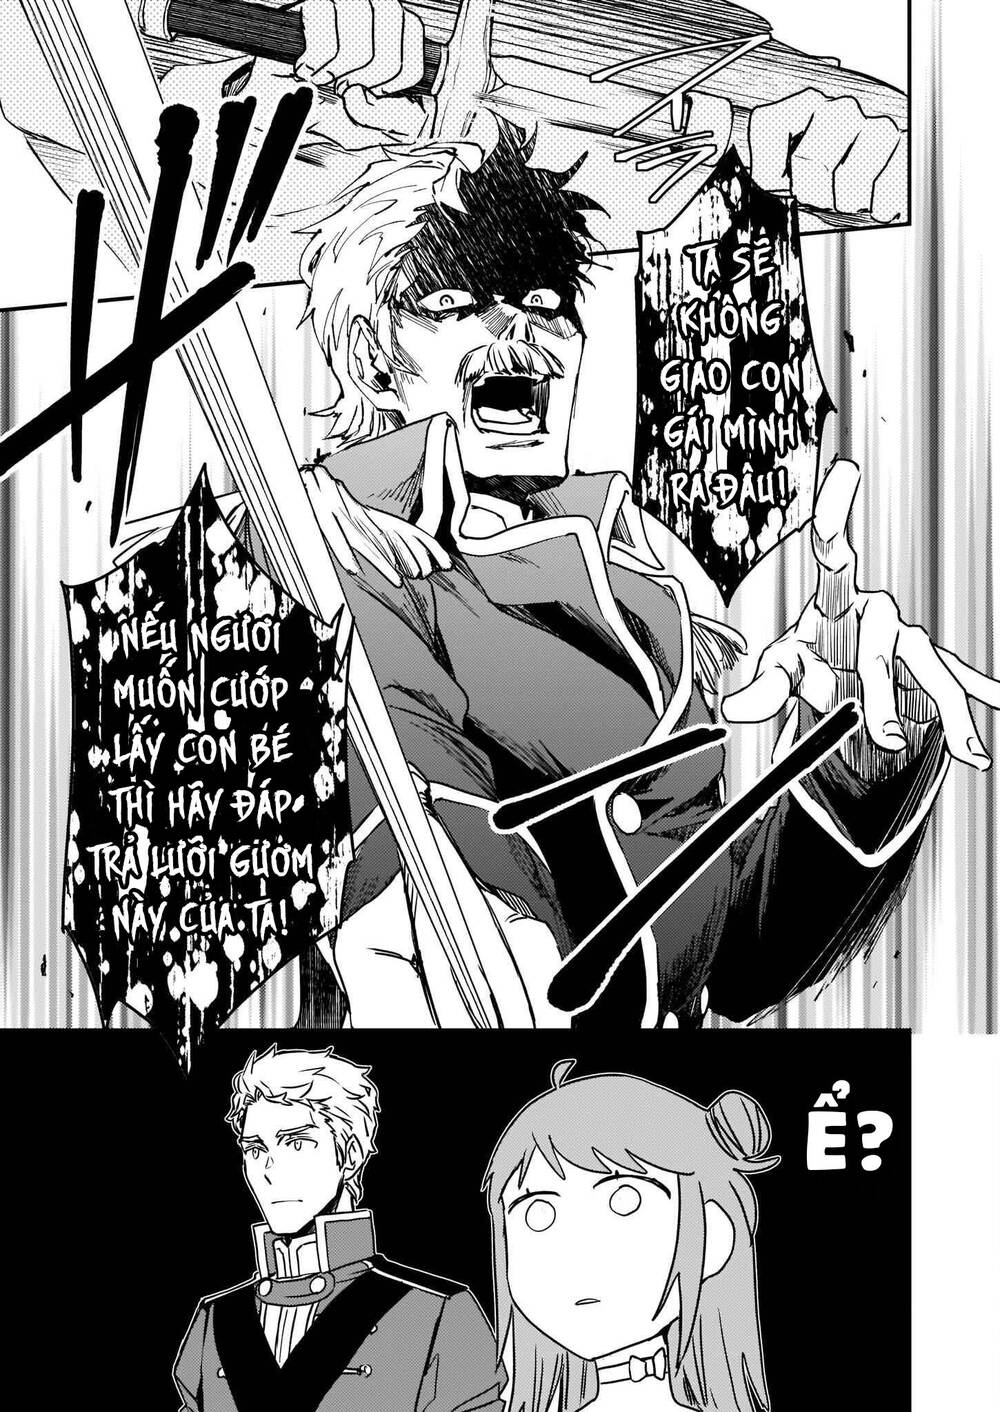 TA SẼ
KHÔNG
GIAO CON
GÁI MÌNH
RA ĐÂU!
NẾU NGƯƠI
MUỐN CƯỚP
LẤY CON BÉ
THÌ HÃY ĐÁP
TRẢ LƯỠI GƯƠM
NÀY CỦA TA!
Ể?